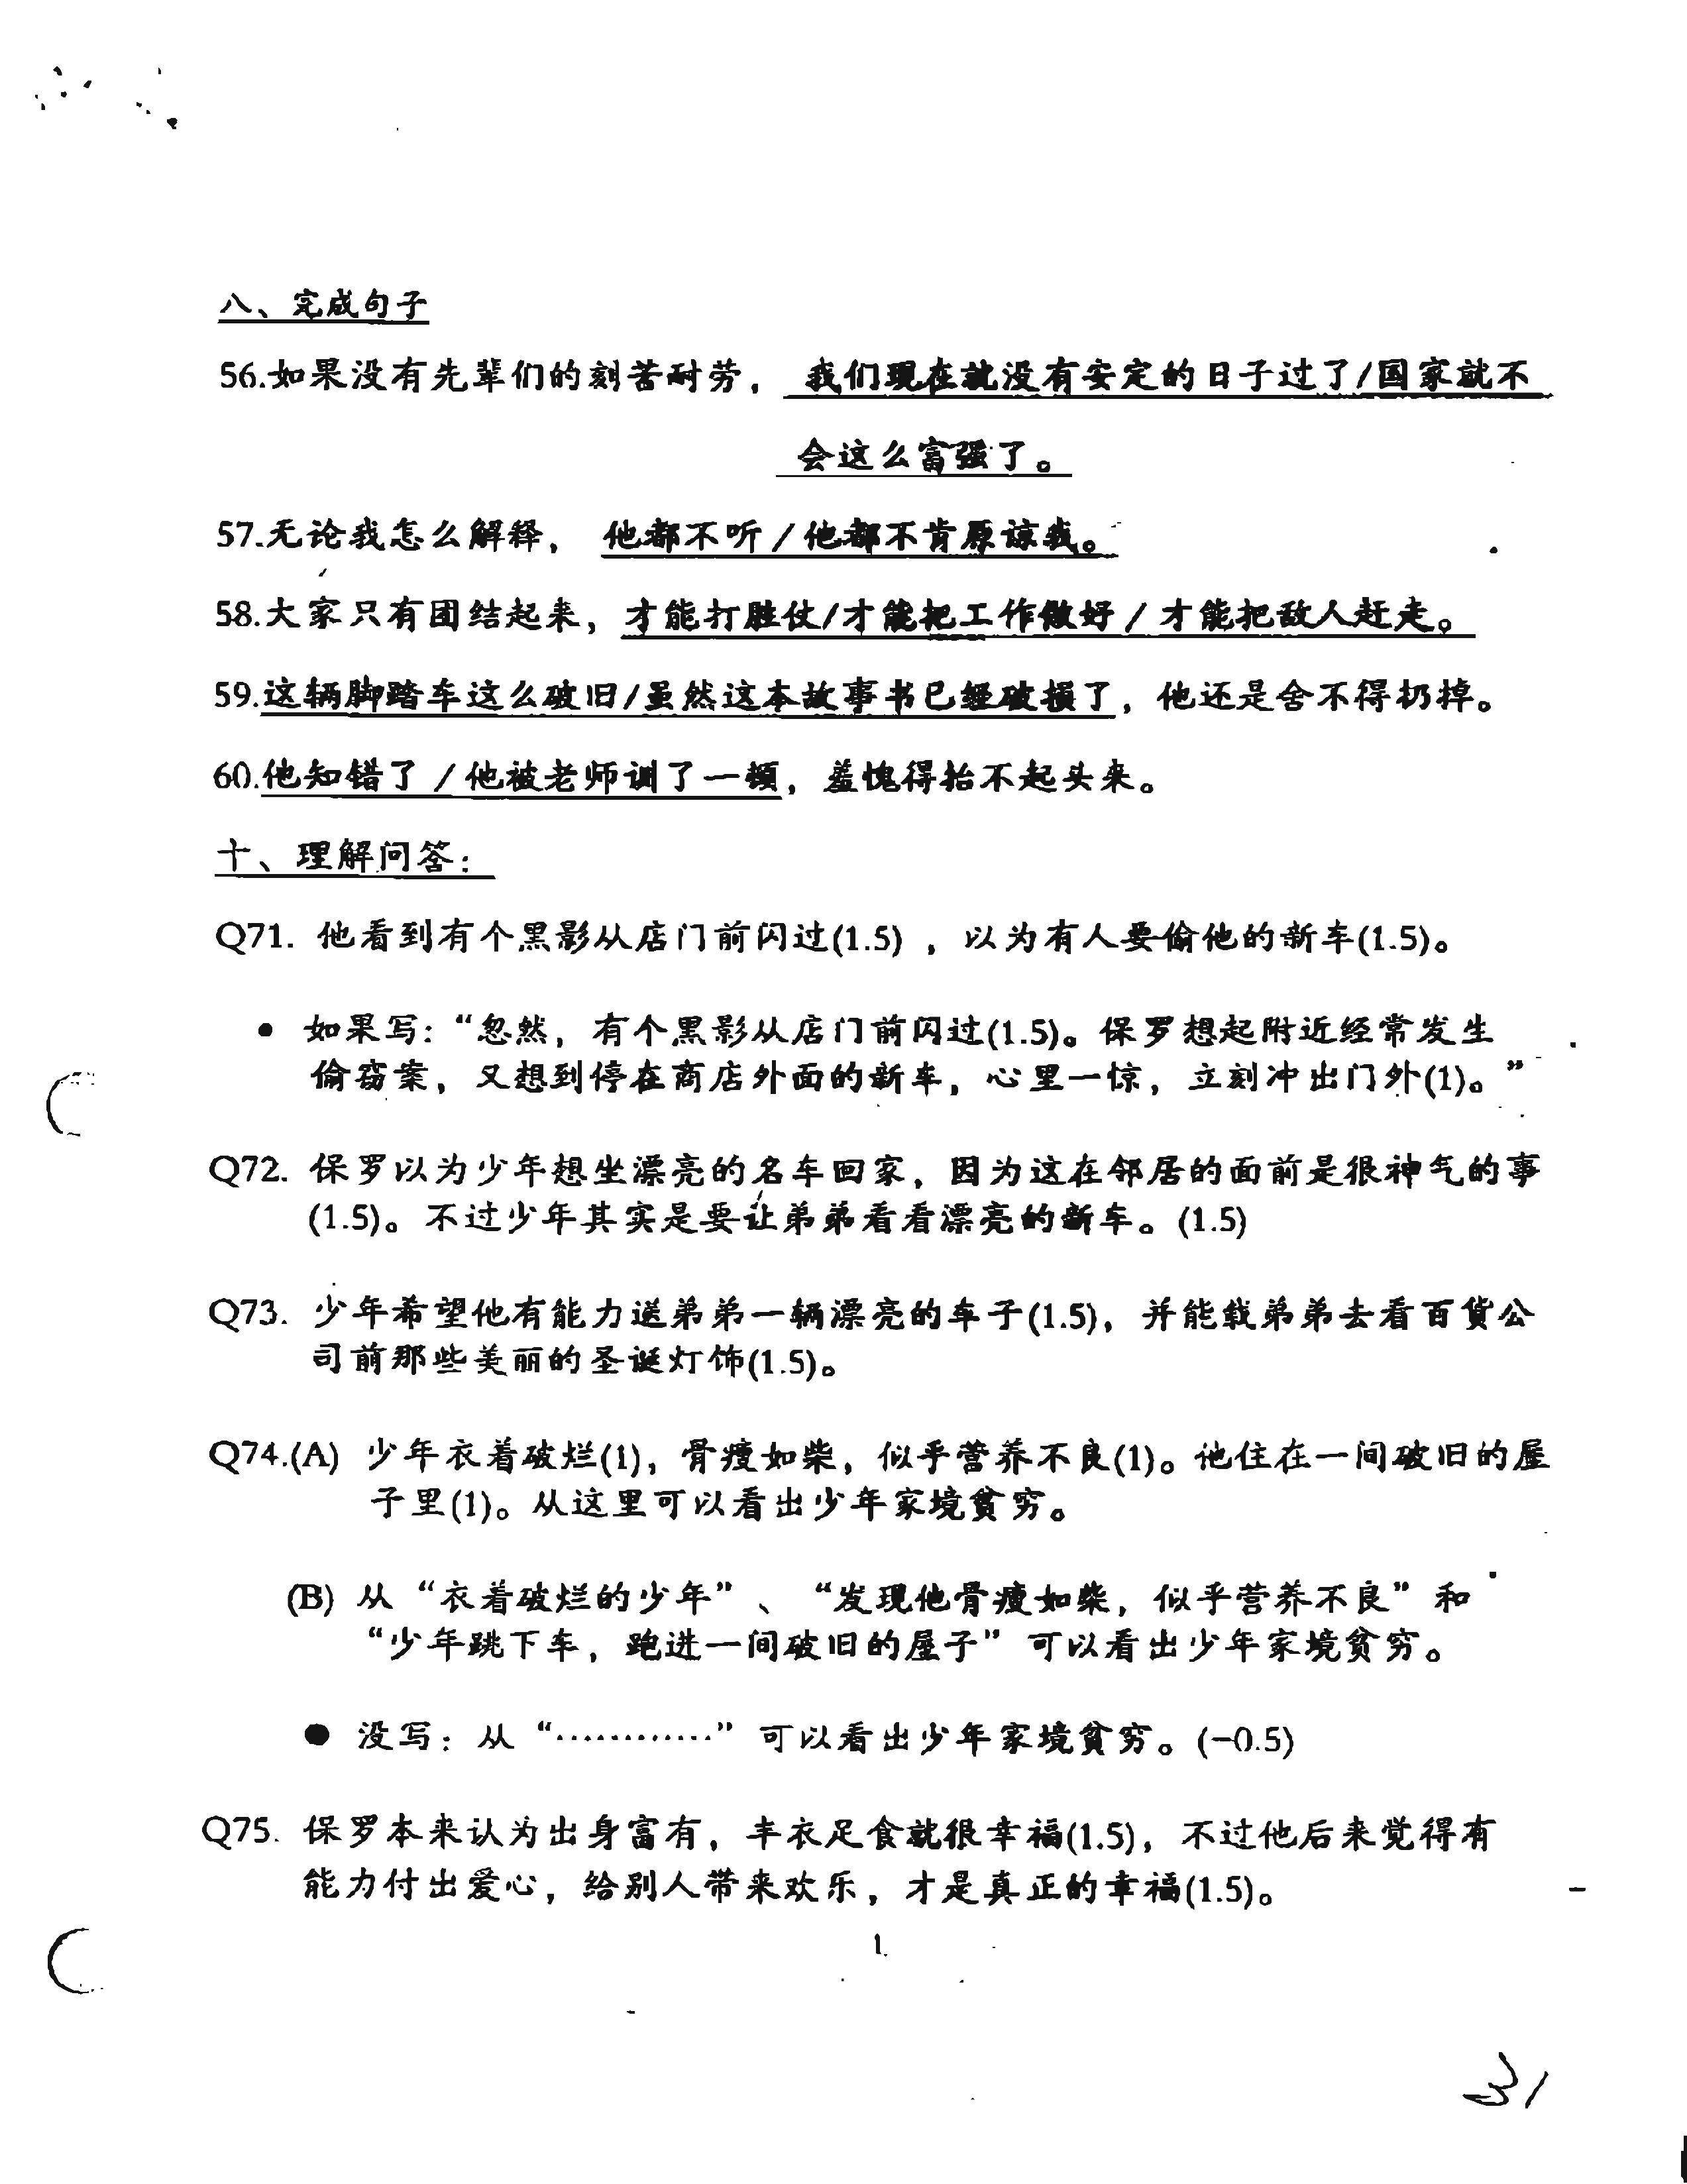 八、完成句子
56.如果没有先辈们的刻苦耐劳， 我们现在就没有安定的日子过了/国家就不
会这么富强了。
57.无论我怎么解释， 他都不听 / 他都不肯原谅我。
58.大家只有团结起来，才能打胜仗/才能把工作做好 / 才能把敌人赶走。
59.这辆脚踏车这么破旧/虽然这本故事书已经破损了，他还是舍不得扔掉。
60.他知错了 / 他被老师训了一顿，羞愧得抬不起头来。
十、理解问答：
Q71. 他看到有个黑影从店门前闪过(1.5) ，以为有人要偷他的新车(1.5)。
● 如果写：“忽然，有个黑影从店门前闪过(1.5)。保罗想起附近经常发生
偷窃案，又想到停在商店外面的新车，心里一惊，立刻冲出门外(1)。”
Q72. 保罗以为少年想坐漂亮的名车回家，因为这在邻居的面前是很神气的事
(1.5)。不过少年其实是要让弟弟看看漂亮的新车。(1.5)
Q73. 少年希望他有能力送弟弟一辆漂亮的车子(1.5)，并能载弟弟去看百貨公
司前那些美丽的圣诞灯饰(1.5)。
Q74.(A) 少年衣着破烂(1)，骨瘦如柴，似乎营养不良(1)。他住在一间破旧的屋
子里(1)。从这里可以看出少年家境贫穷。
(B) 从“衣着破烂的少年”、“发现他骨瘦如柴，似乎营养不良”和
“少年跳下车，跑进一间破旧的屋子”可以看出少年家境贫穷。
● 没写：从“…………”可以看出少年家境贫穷。(-0.5)
Q75. 保罗本来认为出身富有，丰衣足食就很幸福(1.5)，不过他后来觉得有
能力付出爱心，给别人带来欢乐，才是真正的幸福(1.5)。
1
31